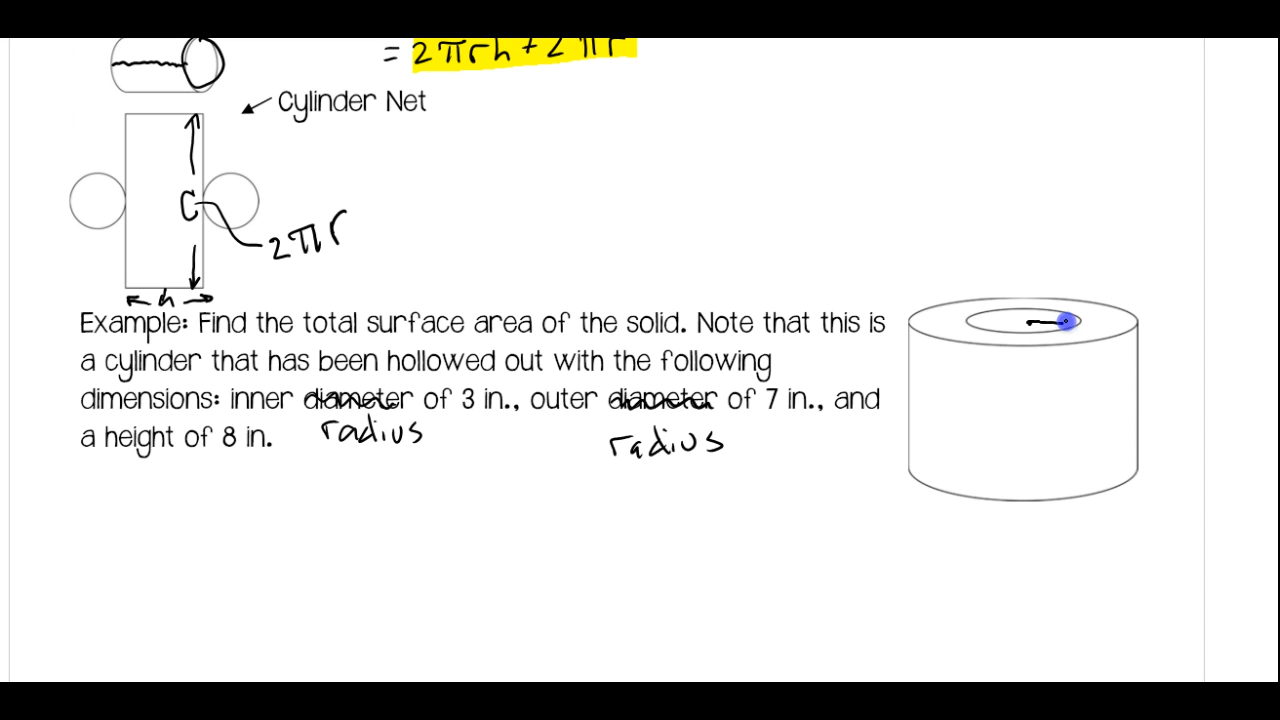 = 2πrh + 2πr
Cylinder Net
C
2πr
h
Example: Find the total surface area of the solid. Note that this is
a cylinder that has been hollowed out with the following
dimensions: inner diameter of 3 in., outer diameter of 7 in., and
radius radius
a height of 8 in.